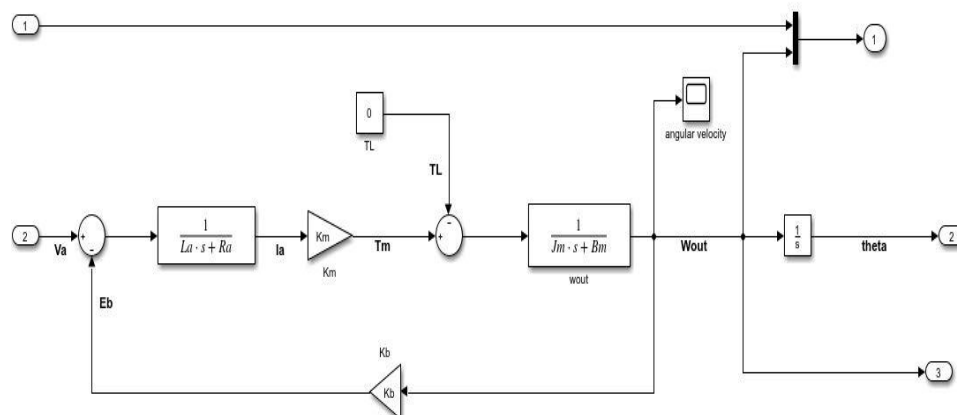 1
1
0
angular velocity
TL
TL
2
Va
+
-
1
La · s + Ra
Ia
Km
Km
Tm
+
-
1
Jm · s + Bm
wout
Wout
1
s
theta
2
Eb
Kb
Kb
3